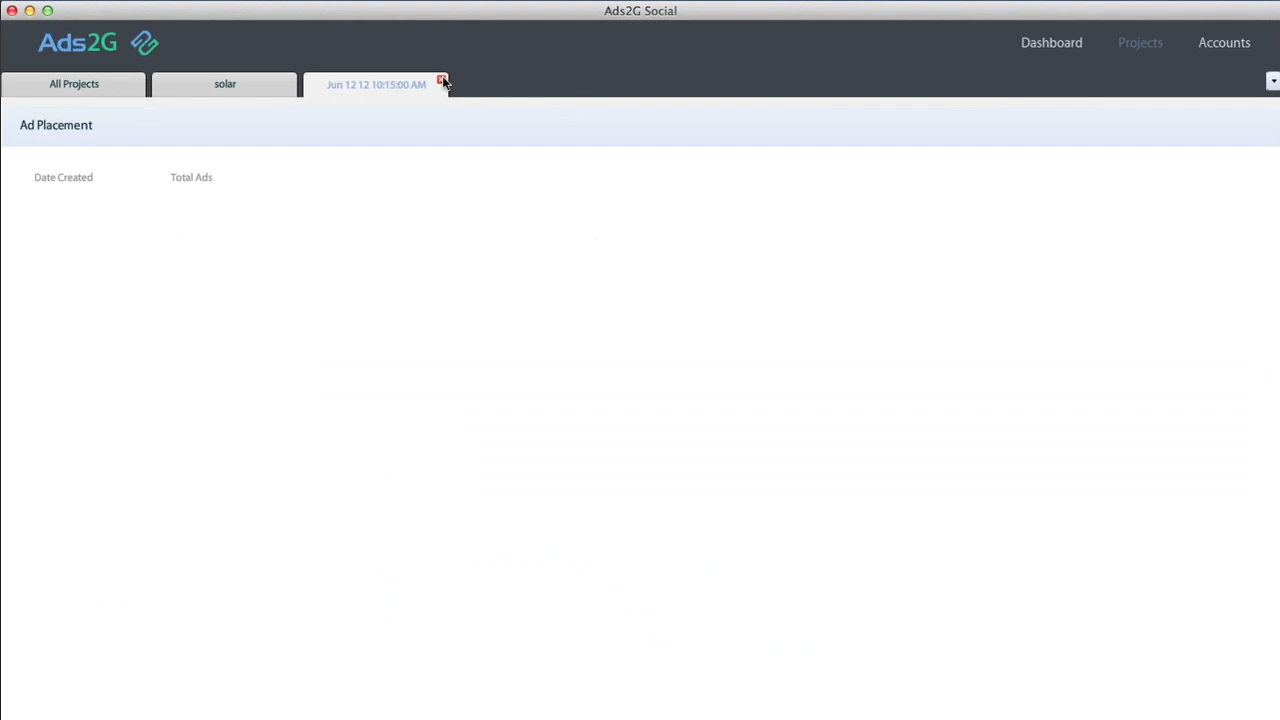 Ads2G Social
Ads2G
Dashboard Projects Accounts
All Projects solar Jun 12 12 10:15:00 AM
Ad Placement
Date Created Total Ads